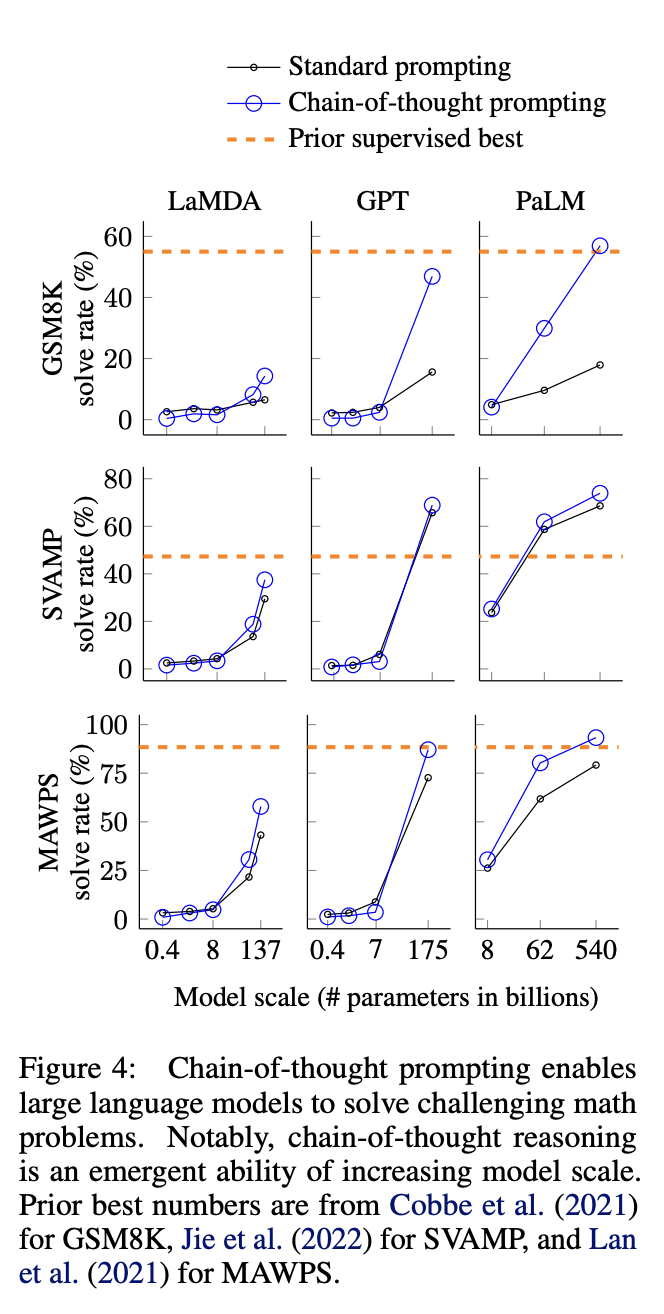 Standard prompting
Chain-of-thought prompting
Prior supervised best
LaMDA GPT PaLM
GSM8K
solve rate (%)
60
40
20
0
SVAMP
solve rate (%)
80
60
40
20
0
MAWPS
solve rate (%)
100
75
50
25
0
0.4 8 137 0.4 7 175 8 62 540
Model scale (# parameters in billions)
Figure 4: Chain-of-thought prompting enables
large language models to solve challenging math
problems. Notably, chain-of-thought reasoning
is an emergent ability of increasing model scale.
Prior best numbers are from Cobbe et al. (2021)
for GSM8K, Jie et al. (2022) for SVAMP, and Lan
et al. (2021) for MAWPS.